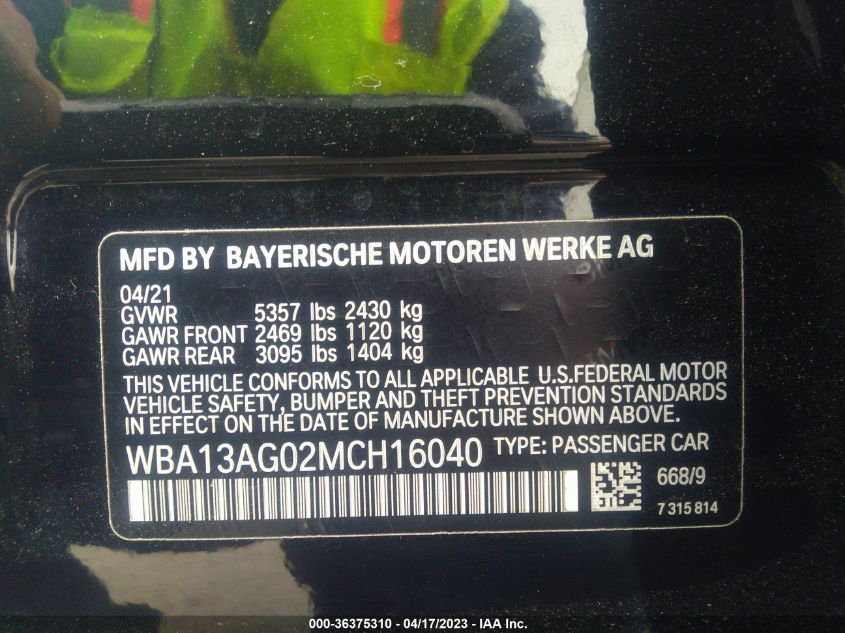 MFD BY BAYERISCHE MOTOREN WERKE AG
04/21
GVWR 5357 lbs 2430 kg
GAWR FRONT 2469 lbs 1120 kg
GAWR REAR 3095 lbs 1404 kg
THIS VEHICLE CONFORMS TO ALL APPLICABLE U.S.FEDERAL MOTOR
VEHICLE SAFETY, BUMPER AND THEFT PREVENTION STANDARDS
IN EFFECT ON THE DATE OF MANUFACTURE SHOWN ABOVE.
WBA13AG02MCH16040 TYPE: PASSENGER CAR
668/9
7 315 814
000-36375310 - 04/17/2023 - IAA Inc.